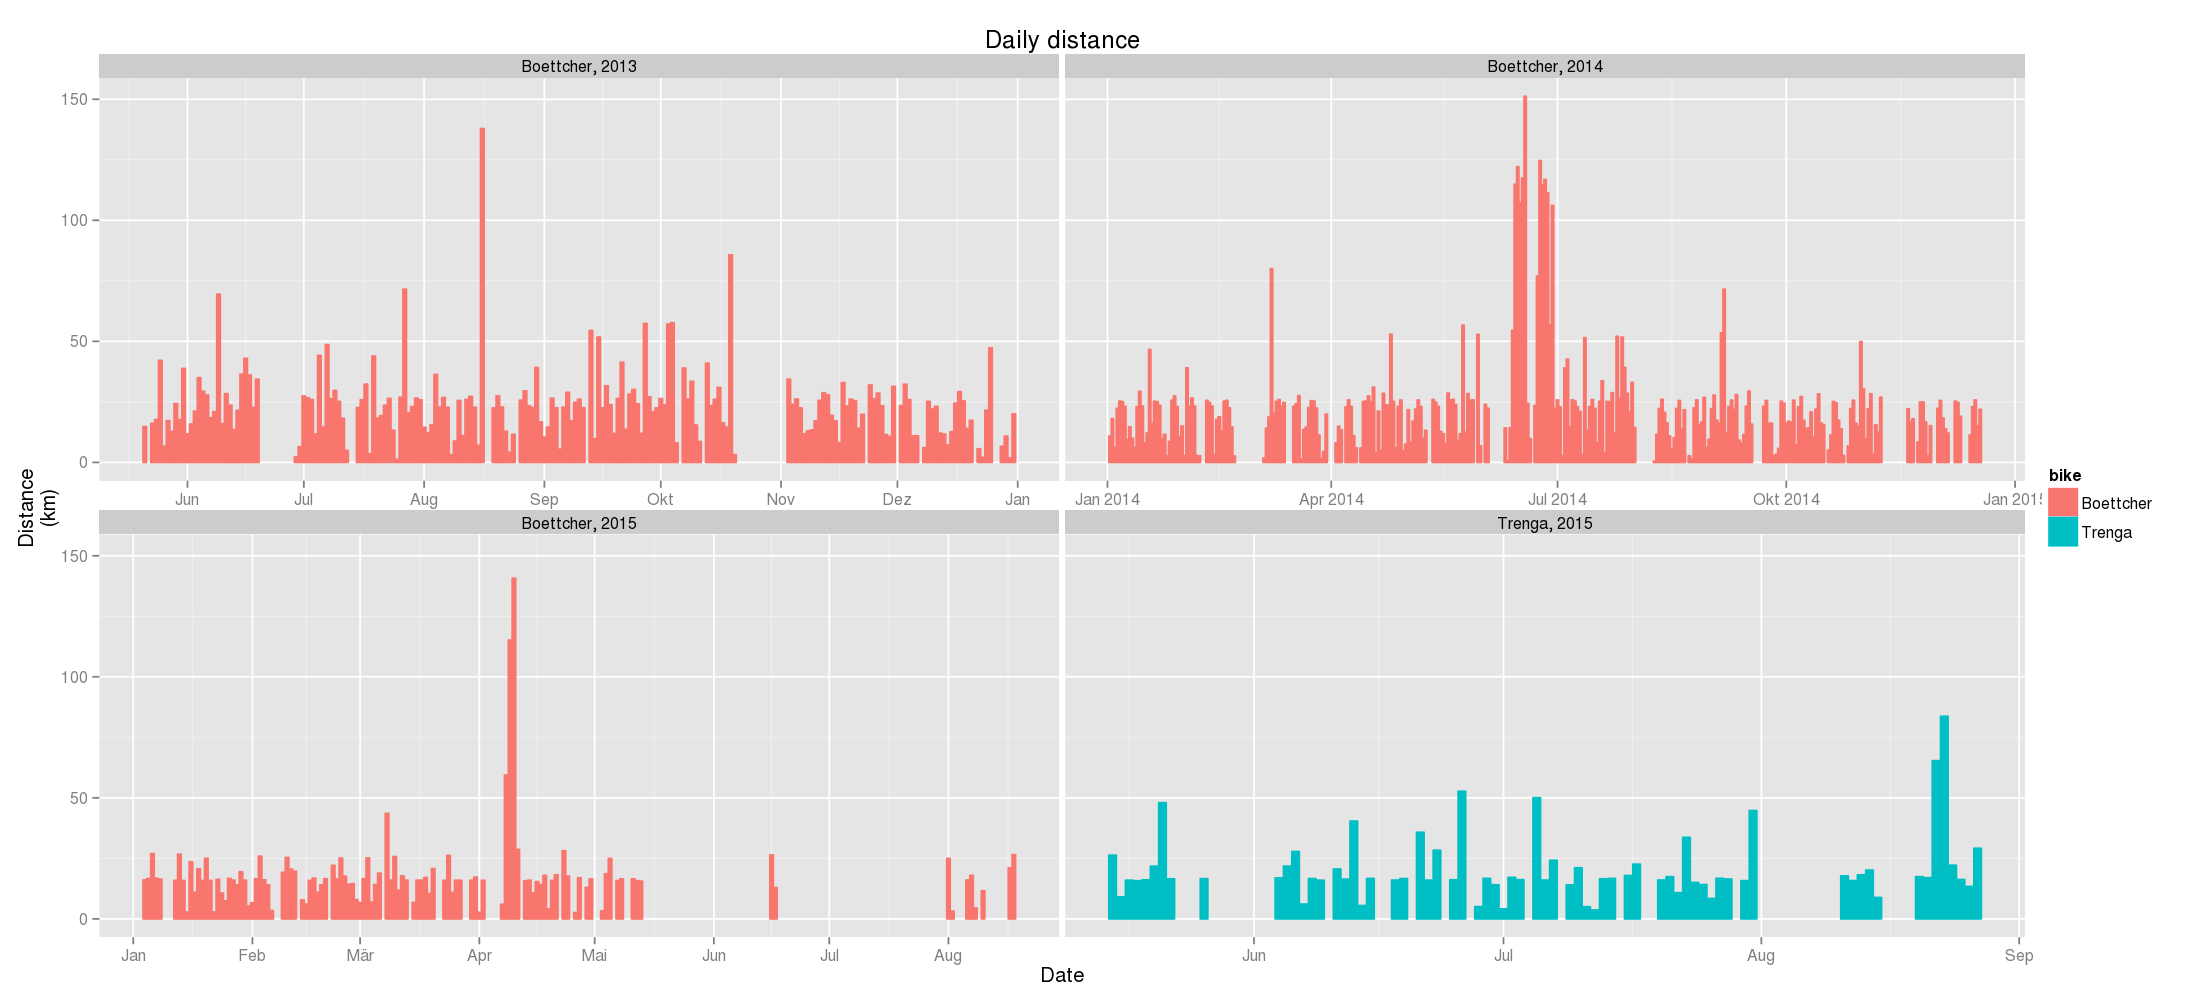 Daily distance
Boettcher, 2013
Boettcher, 2014
150
100
50
0
Jun Jul Aug Sep Okt Nov Dez Jan
Jan 2014 Apr 2014 Jul 2014 Okt 2014 Jan 201
Boettcher, 2015
Trenga, 2015
150
100
50
0
Jan Feb Mär Apr Mai Jun Jul Aug
Jun Jul Aug Sep
Distance
(km)
Date
bike
Boettcher
Trenga